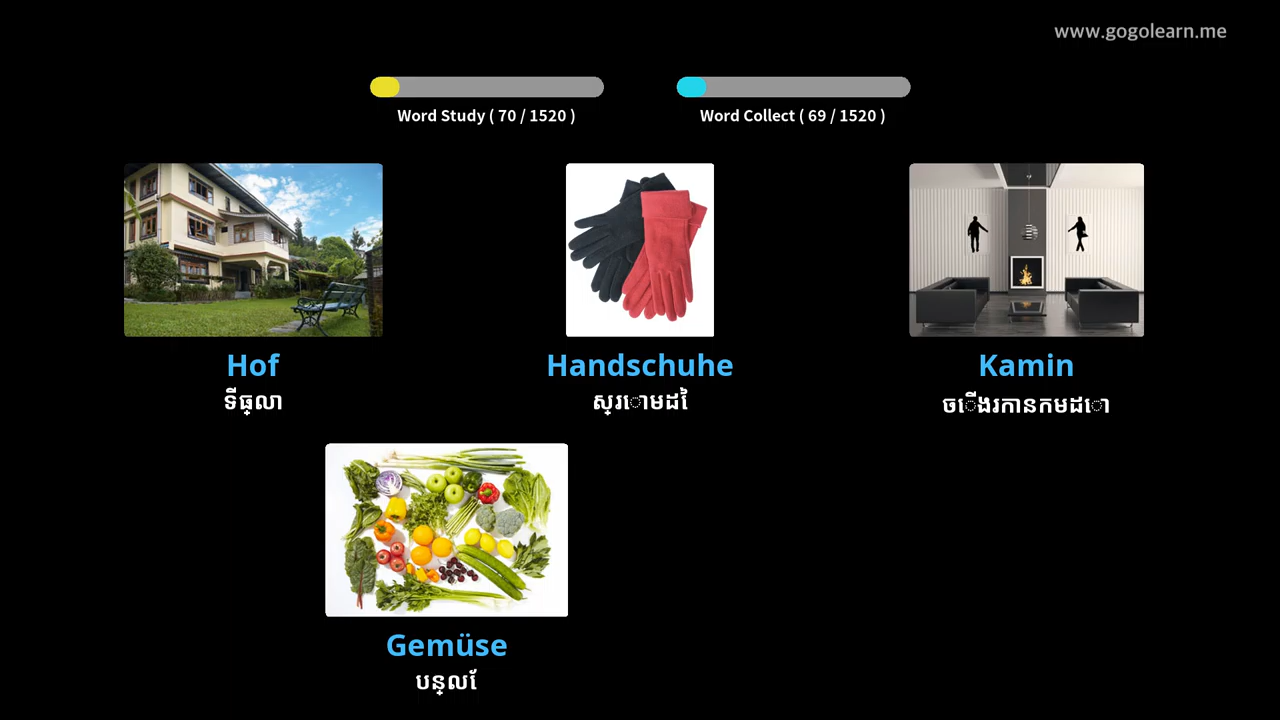 www.gogolearn.me
Word Study ( 70 / 1520 )
Word Collect ( 69 / 1520 )
Hof
Handschuhe
Kamin
ទីធ្លា
ស្រោមដៃ
ចើងរកានកមដោ
Gemüse
បន្លែ